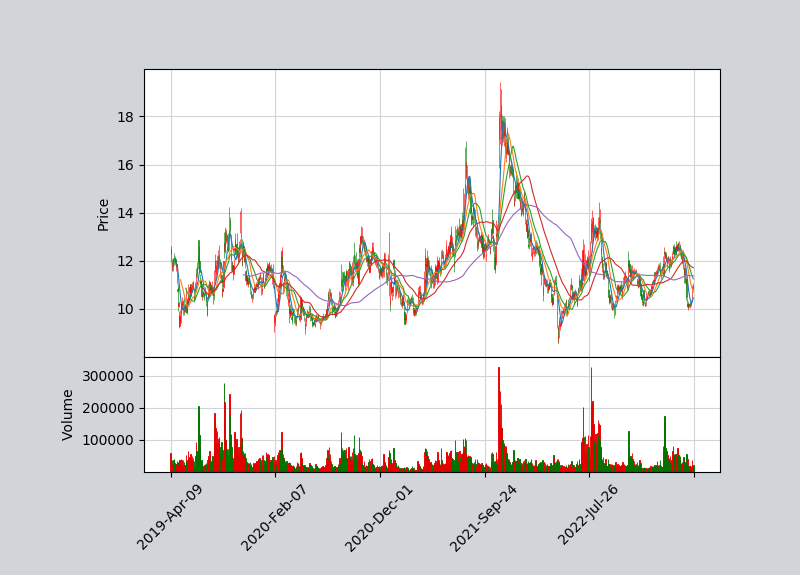 18
16
14
12
10
Price
300000
200000
100000
Volume
2019-Apr-09
2020-Feb-07
2020-Dec-01
2021-Sep-24
2022-Jul-26